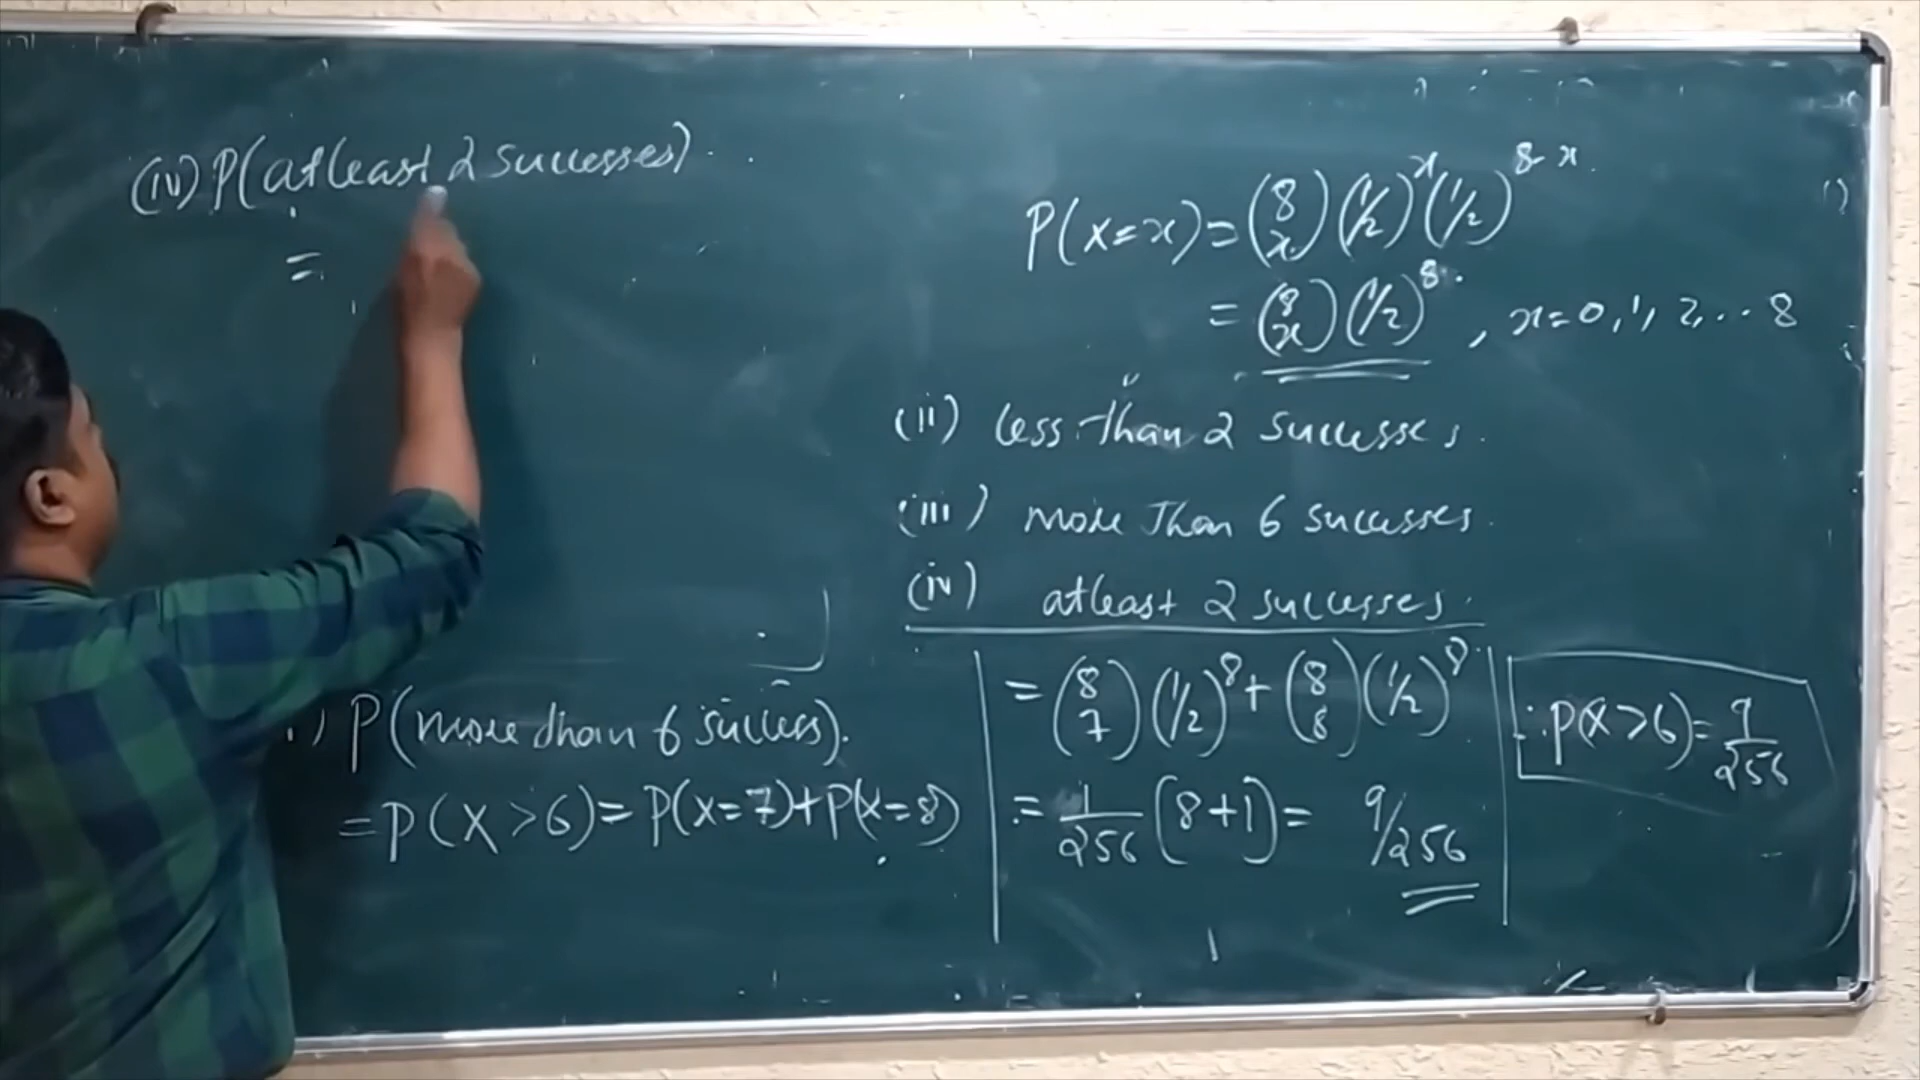 (iv) P(atleast 2 successes).
=
P(X=x) = (8 x) (1/2)^x (1/2)^8-x.
= (8 x) (1/2)^8. , x=0, 1, 2, .. 8
(ii) less than 2 successes.
(iii) more than 6 successes.
(iv) atleast 2 successes.
P(more than 6 success).
= P(X>6) = P(X=7)+P(X=8)
= (8 7) (1/2)^8 + (8 8) (1/2)^8.
= 1/256 (8+1) = 9/256
∴ P(X>6) = 9/256